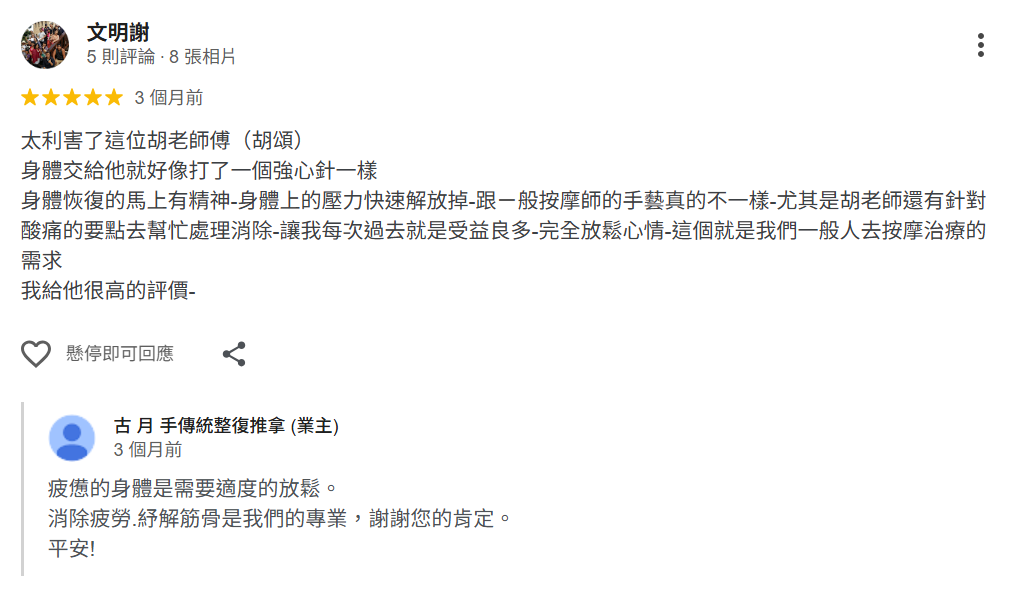 文明謝
5 則評論 · 8 張相片
3 個月前
太利害了這位胡老師傅（胡頌）
身體交給他就好像打了一個強心針一樣
身體恢復的馬上有精神-身體上的壓力快速解放掉-跟ㄧ般按摩師的手藝真的不一樣-尤其是胡老師還有針對
酸痛的要點去幫忙處理消除-讓我每次過去就是受益良多-完全放鬆心情-這個就是我們一般人去按摩治療的
需求
我給他很高的評價-
懸停即可回應
古 月 手傳統整復推拿 (業主)
3 個月前
疲憊的身體是需要適度的放鬆。
消除疲勞.紓解筋骨是我們的專業，謝謝您的肯定。
平安!